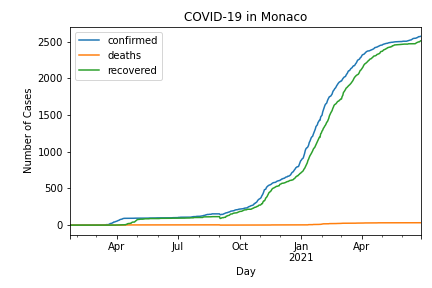 COVID-19 in Monaco
confirmed
deaths
recovered
Number of Cases
2500
2000
1500
1000
500
0
Apr
Jul
Oct
Jan
2021
Apr
Day